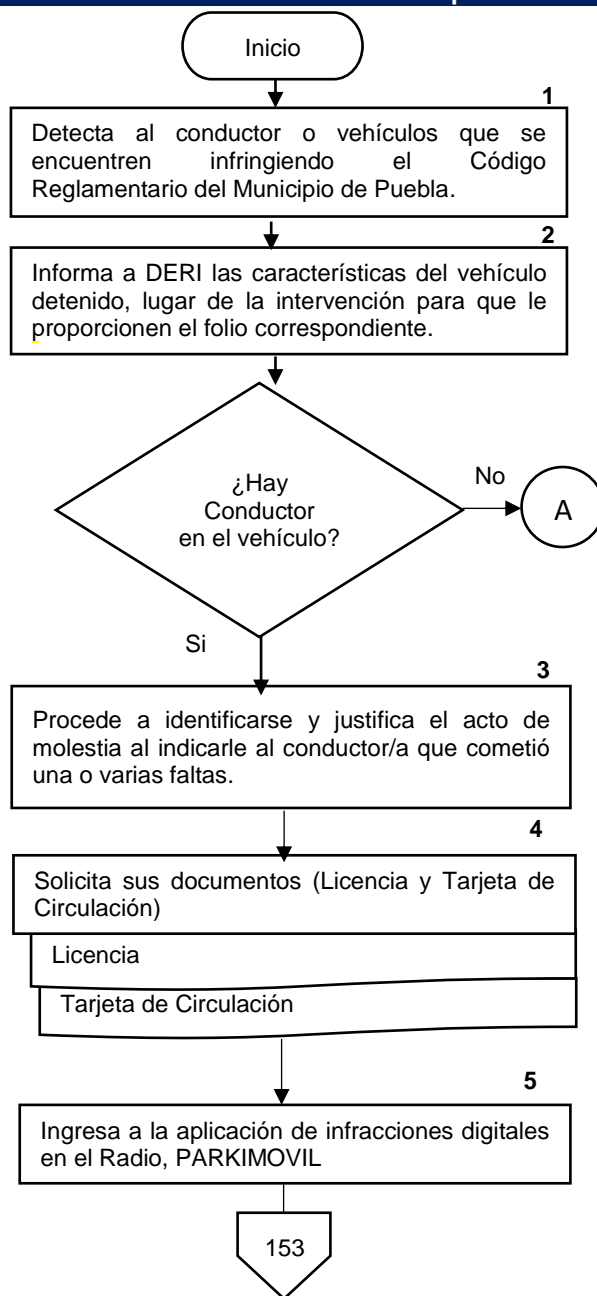 Inicio
1
Detecta al conductor o vehículos que se
encuentren infringiendo el Código
Reglamentario del Municipio de Puebla.
2
Informa a DERI las características del vehículo
detenido, lugar de la intervención para que le
proporcionen el folio correspondiente.
¿Hay
Conductor
en el vehículo?
No
A
Si
3
Procede a identificarse y justifica el acto de
molestia al indicarle al conductor/a que cometió
una o varias faltas.
4
Solicita sus documentos (Licencia y Tarjeta de
Circulación)
Licencia
Tarjeta de Circulación
5
Ingresa a la aplicación de infracciones digitales
en el Radio, PARKIMOVIL
153